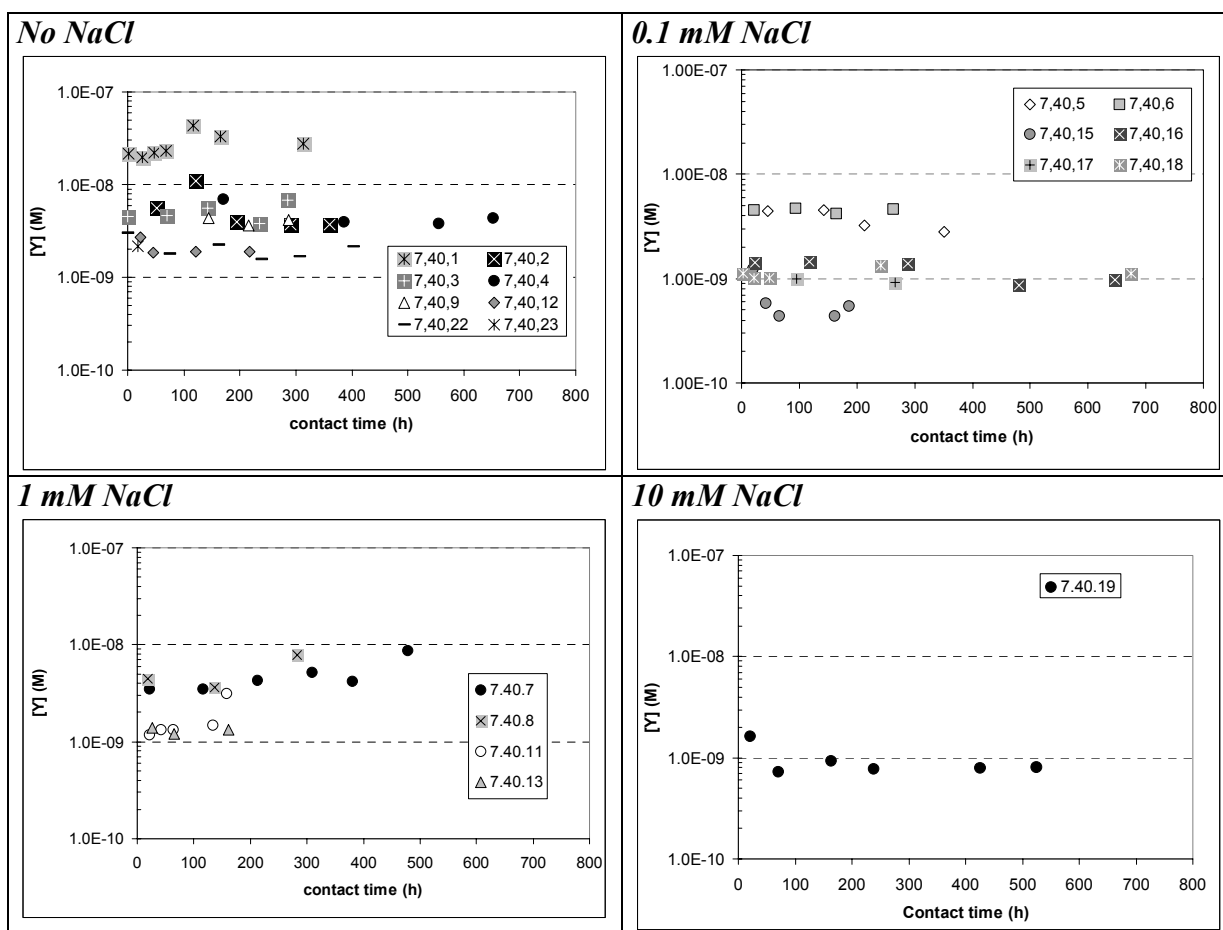 No NaCl
1.0E-07
1.0E-08
1.0E-09
1.0E-10
[Y] (M)
0 100 200 300 400 500 600 700 800
contact time (h)
7,40,1 7,40,2
7,40,3 7,40,4
7,40,9 7,40,12
7,40,22 7,40,23
0.1 mM NaCl
1.00E-07
1.00E-08
1.00E-09
1.00E-10
[Y] (M)
0 100 200 300 400 500 600 700 800
contact time (h)
7,40,5 7,40,6
7,40,15 7,40,16
7,40,17 7,40,18
1 mM NaCl
1.0E-07
1.0E-08
1.0E-09
1.0E-10
[Y] (M)
0 100 200 300 400 500 600 700 800
contact time (h)
7.40.7
7.40.8
7.40.11
7.40.13
10 mM NaCl
1.0E-07
1.0E-08
1.0E-09
1.0E-10
[Y] (M)
0 100 200 300 400 500 600 700 800
Contact time (h)
7.40.19